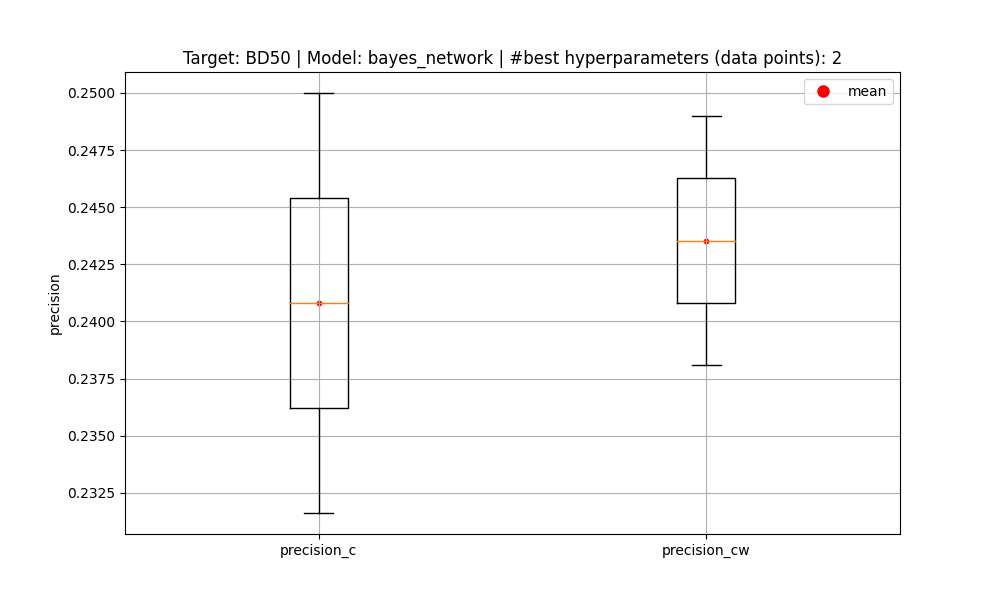 Target: BD50 | Model: bayes_network | #best hyperparameters (data points): 2
mean
0.2500
0.2475
0.2450
0.2425
0.2400
0.2375
0.2350
0.2325
precision
precision_c
precision_cw